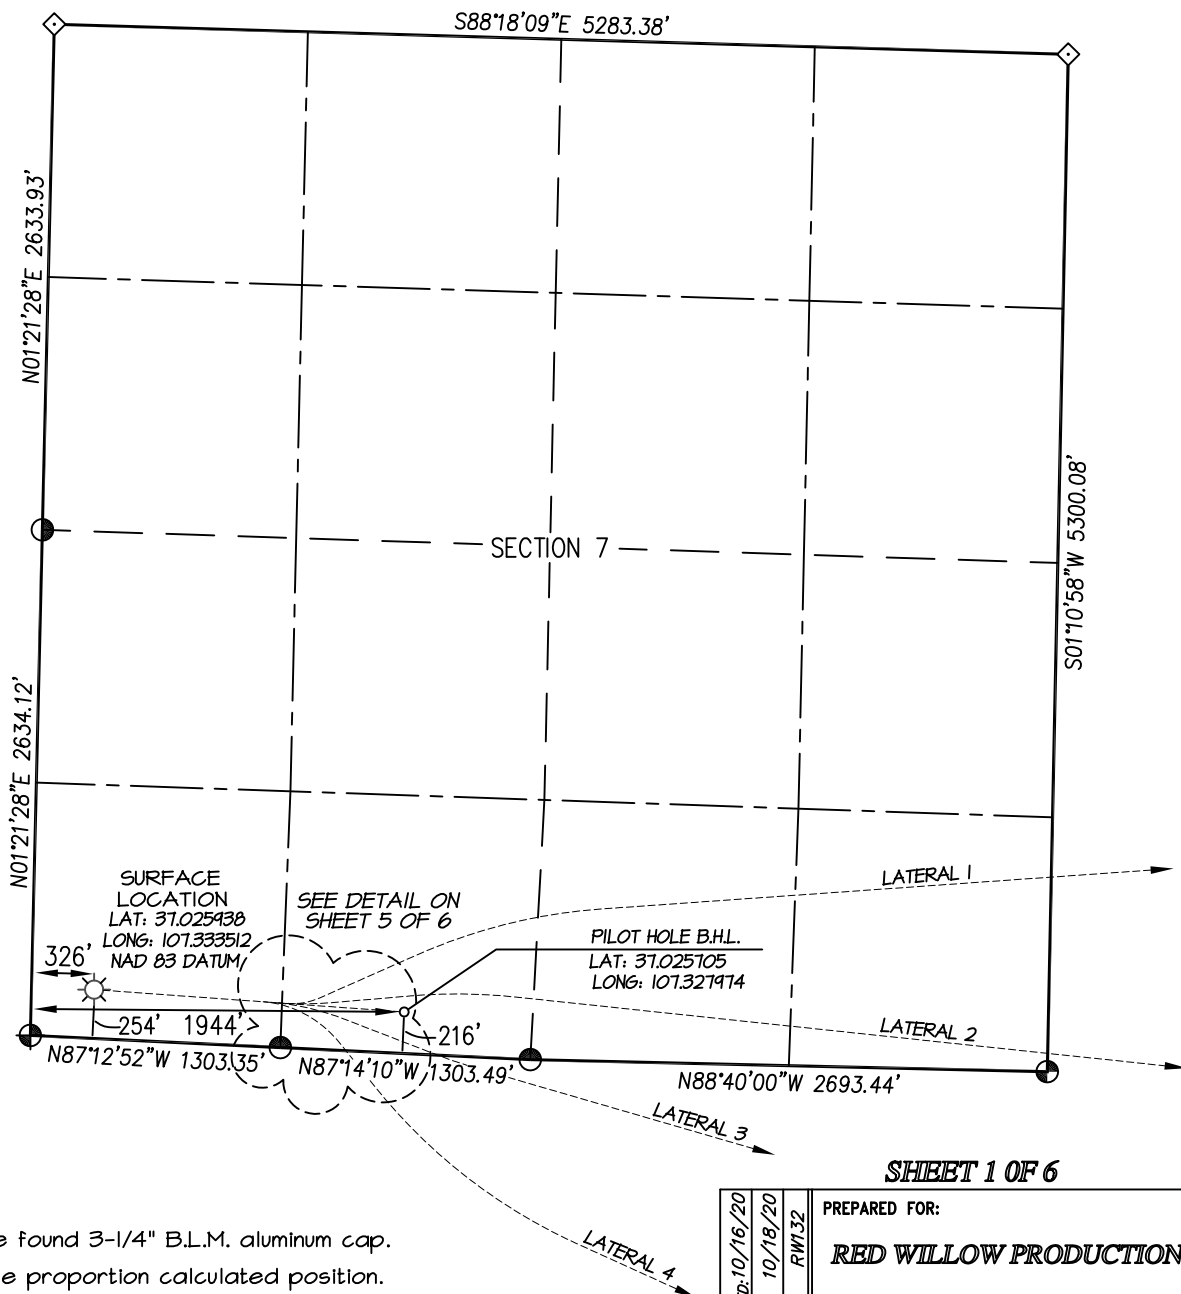 S88°18'09"E 5283.38'
N01°21'28"E 2633.93'
S01°10'58"W 5300.08'
SECTION 7
N01°21'28"E 2634.12'
SURFACE
LOCATION
LAT: 37.025938
LONG: 107.333512
NAD 83 DATUM
SEE DETAIL ON
SHEET 5 OF 6
LATERAL 1
PILOT HOLE B.H.L.
LAT: 37.025705
LONG: 107.327974
326'
254'
1944'
216'
LATERAL 2
N87°12'52"W 1303.35'
N87°14'10"W 1303.49'
N88°40'00"W 2693.44'
LATERAL 3
LATERAL 4
SHEET 1 OF 6
found 3-1/4" B.L.M. aluminum cap.
proportion calculated position.
10/16/20
10/18/20
RW132
PREPARED FOR:
RED WILLOW PRODUCTION